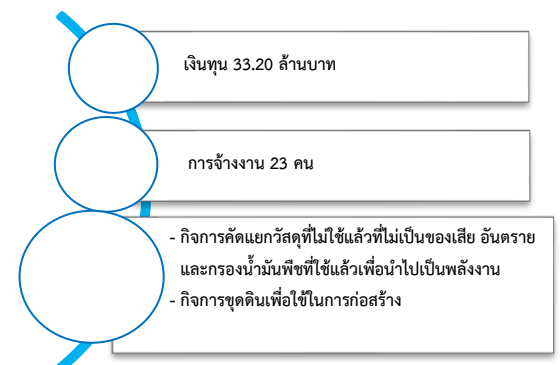 เงินทุน 33.20 ล้านบาท
การจ้างงาน 23 คน
- กิจการคัดแยกวัสดุที่ไม่ใช้แล้วที่ไม่เป็นของเสีย อันตราย
และกรองน้ำมันพืชที่ใช้แล้วเพื่อนำไปเป็นพลังงาน
- กิจการขุดดินเพื่อใช้ในการก่อสร้าง